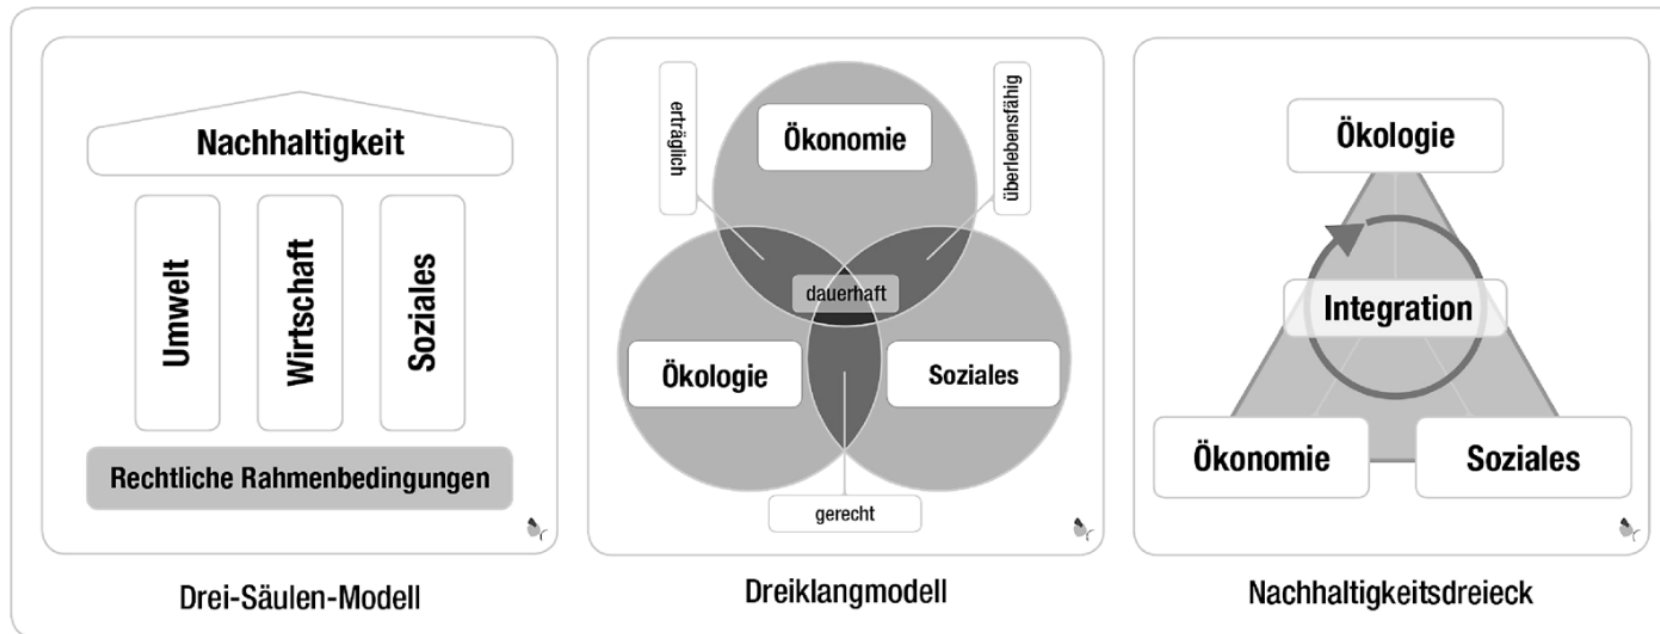 Nachhaltigkeit
Umwelt
Wirtschaft
Soziales
Rechtliche Rahmenbedingungen
Drei-Säulen-Modell
erträglich
Ökonomie
überlebensfähig
dauerhaft
Ökologie
Soziales
gerecht
Dreiklangmodell
Ökologie
Integration
Ökonomie
Soziales
Nachhaltigkeitsdreieck